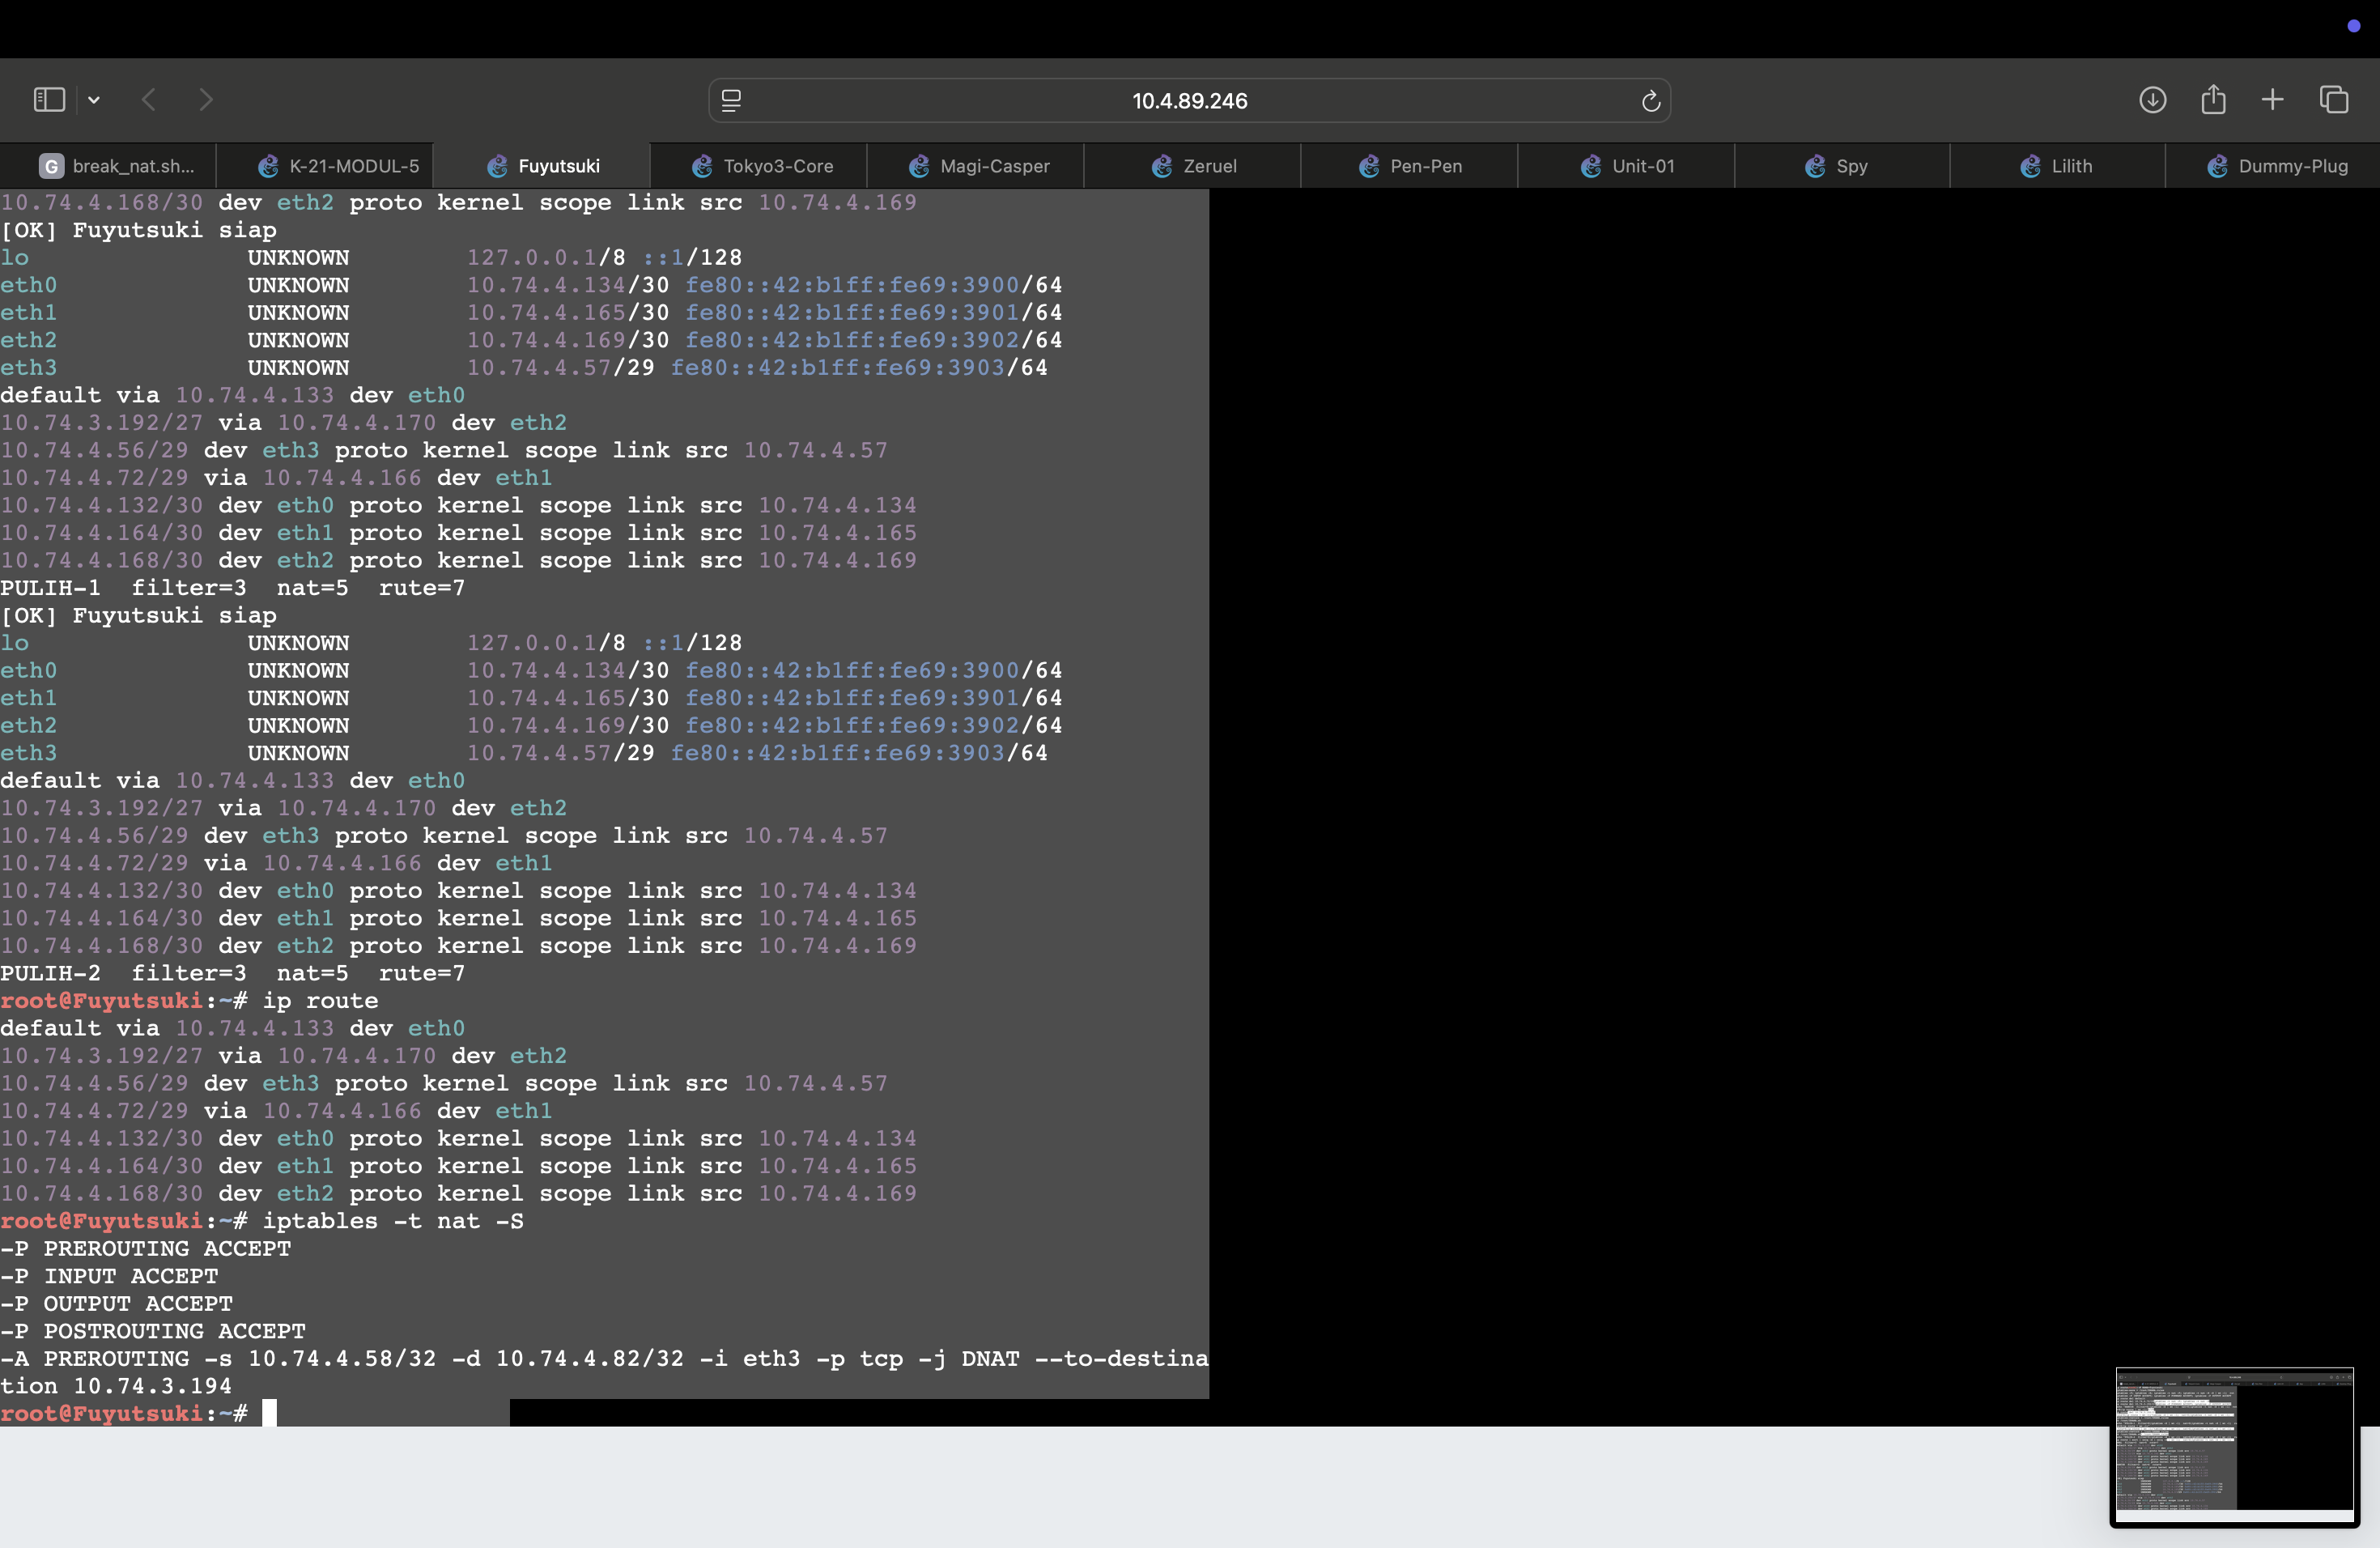 10.4.89.246
G break_nat.sh...
K-21-MODUL-5
Fuyutsuki
Tokyo3-Core
Magi-Casper
Zeruel
Pen-Pen
Unit-01
Spy
Lilith
Dummy-Plug
10.74.4.168/30 dev eth2 proto kernel scope link src 10.74.4.169
[OK] Fuyutsuki siap
lo UNKNOWN 127.0.0.1/8 ::1/128
eth0 UNKNOWN 10.74.4.134/30 fe80::42:b1ff:fe69:3900/64
eth1 UNKNOWN 10.74.4.165/30 fe80::42:b1ff:fe69:3901/64
eth2 UNKNOWN 10.74.4.169/30 fe80::42:b1ff:fe69:3902/64
eth3 UNKNOWN 10.74.4.57/29 fe80::42:b1ff:fe69:3903/64
default via 10.74.4.133 dev eth0
10.74.3.192/27 via 10.74.4.170 dev eth2
10.74.4.56/29 dev eth3 proto kernel scope link src 10.74.4.57
10.74.4.72/29 via 10.74.4.166 dev eth1
10.74.4.132/30 dev eth0 proto kernel scope link src 10.74.4.134
10.74.4.164/30 dev eth1 proto kernel scope link src 10.74.4.165
10.74.4.168/30 dev eth2 proto kernel scope link src 10.74.4.169
PULIH-1 filter=3 nat=5 rute=7
[OK] Fuyutsuki siap
lo UNKNOWN 127.0.0.1/8 ::1/128
eth0 UNKNOWN 10.74.4.134/30 fe80::42:b1ff:fe69:3900/64
eth1 UNKNOWN 10.74.4.165/30 fe80::42:b1ff:fe69:3901/64
eth2 UNKNOWN 10.74.4.169/30 fe80::42:b1ff:fe69:3902/64
eth3 UNKNOWN 10.74.4.57/29 fe80::42:b1ff:fe69:3903/64
default via 10.74.4.133 dev eth0
10.74.3.192/27 via 10.74.4.170 dev eth2
10.74.4.56/29 dev eth3 proto kernel scope link src 10.74.4.57
10.74.4.72/29 via 10.74.4.166 dev eth1
10.74.4.132/30 dev eth0 proto kernel scope link src 10.74.4.134
10.74.4.164/30 dev eth1 proto kernel scope link src 10.74.4.165
10.74.4.168/30 dev eth2 proto kernel scope link src 10.74.4.169
PULIH-2 filter=3 nat=5 rute=7
root@Fuyutsuki:~# ip route
default via 10.74.4.133 dev eth0
10.74.3.192/27 via 10.74.4.170 dev eth2
10.74.4.56/29 dev eth3 proto kernel scope link src 10.74.4.57
10.74.4.72/29 via 10.74.4.166 dev eth1
10.74.4.132/30 dev eth0 proto kernel scope link src 10.74.4.134
10.74.4.164/30 dev eth1 proto kernel scope link src 10.74.4.165
10.74.4.168/30 dev eth2 proto kernel scope link src 10.74.4.169
root@Fuyutsuki:~# iptables -t nat -S
-P PREROUTING ACCEPT
-P INPUT ACCEPT
-P OUTPUT ACCEPT
-P POSTROUTING ACCEPT
-A PREROUTING -s 10.74.4.58/32 -d 10.74.4.82/32 -i eth3 -p tcp -j DNAT --to-destina
tion 10.74.3.194
root@Fuyutsuki:~#